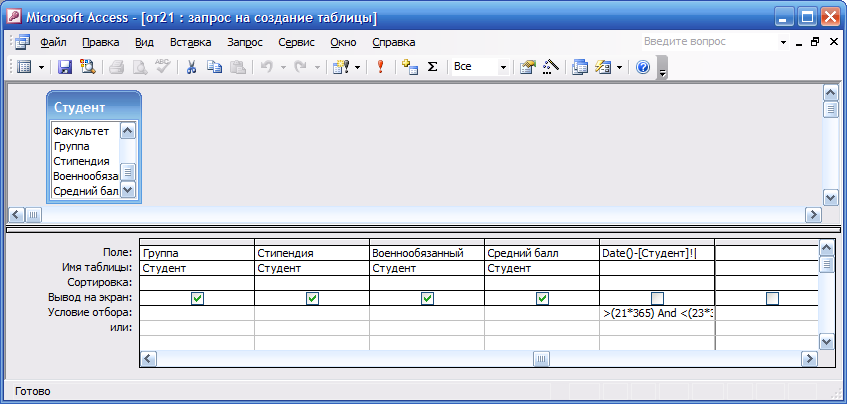 Microsoft Access - [от21 : запрос на создание таблицы]
Файл Правка Вид Вставка Запрос Сервис Окно Справка Введите вопрос
Все
Студент
Факультет
Группа
Стипендия
Военнообяза
Средний бал
Поле: Группа Стипендия Военнообязанный Средний балл Date()-[Студент]!
Имя таблицы: Студент Студент Студент Студент
Сортировка:
Вывод на экран:
Условие отбора: >(21*365) And <(23*3
или:
Готово